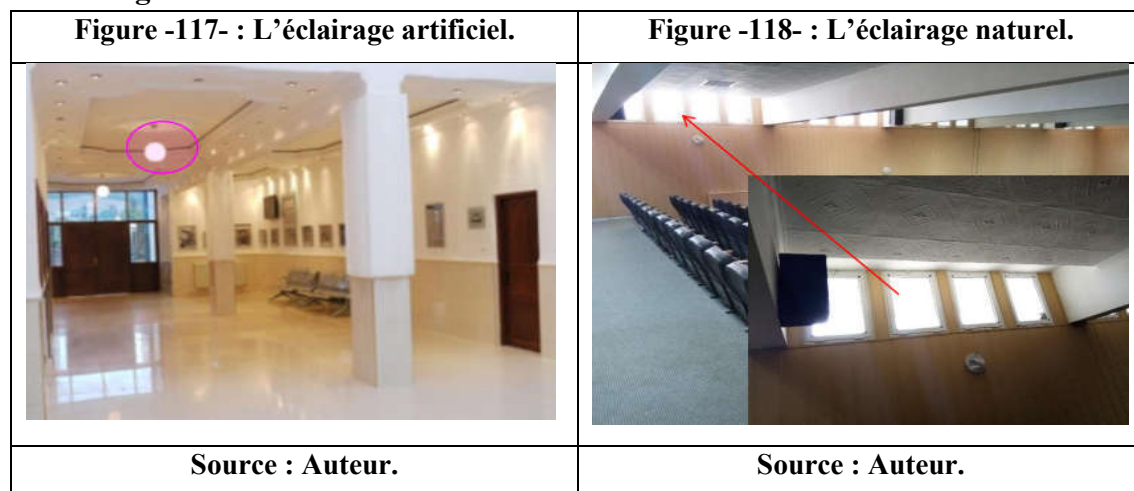 Figure -117- : L’éclairage artificiel.
Figure -118- : L’éclairage naturel.
Source : Auteur.
Source : Auteur.